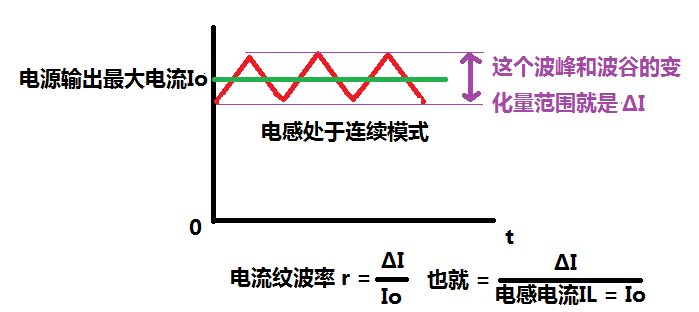 电源输出最大电流Io
这个波峰和波谷的变
化量范围就是 ΔI
电感处于连续模式
0
t
电流纹波率 r = ΔI / Io 也就 = ΔI / 电感电流IL = Io